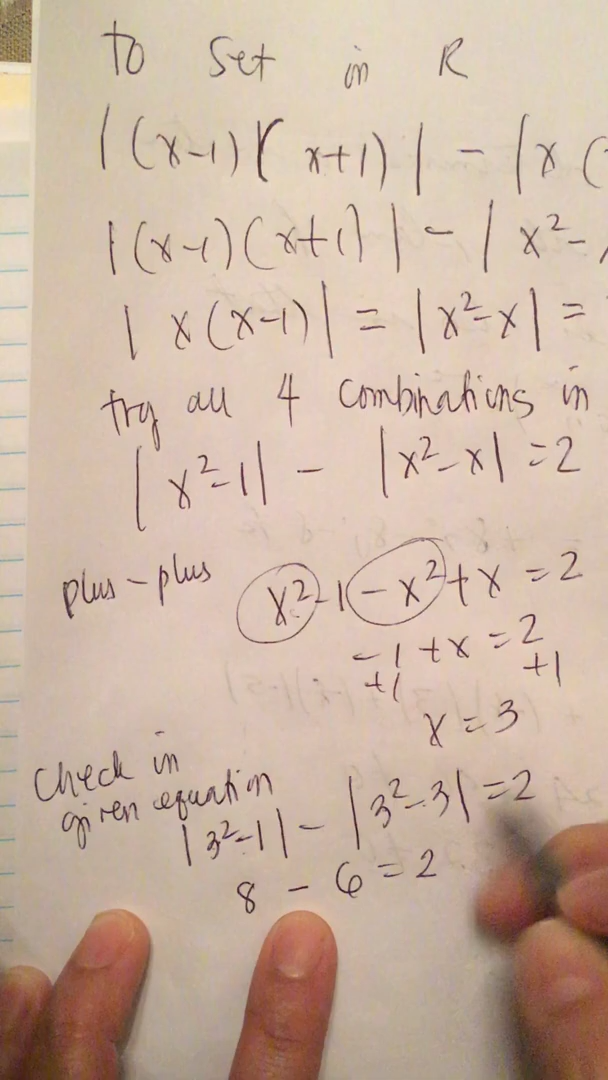 to set in R
|(x-1)(x+1)| - |x(
|(x-1)(x+1)| - |x²-
|x(x-1)| = |x²-x| =
try all 4 combinations in
|x²-1| - |x²-x| = 2
plus-plus x²-1-x²+x = 2
-1+x = 2
+1 +1
x = 3
Check in
given equation
|3²-1| - |3²-3| = 2
8 - 6 = 2